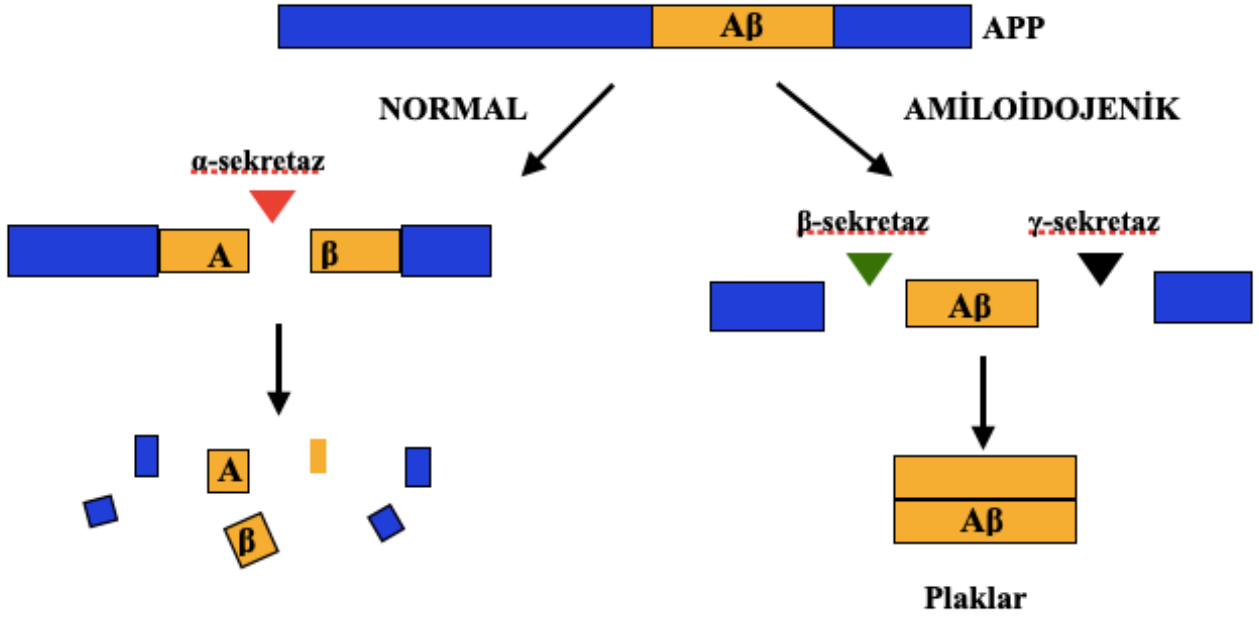 Aβ
APP
NORMAL
AMİLOİDOJENİK
α-sekretaz
A
β
β-sekretaz
γ-sekretaz
Aβ
A
β
Aβ
Plaklar